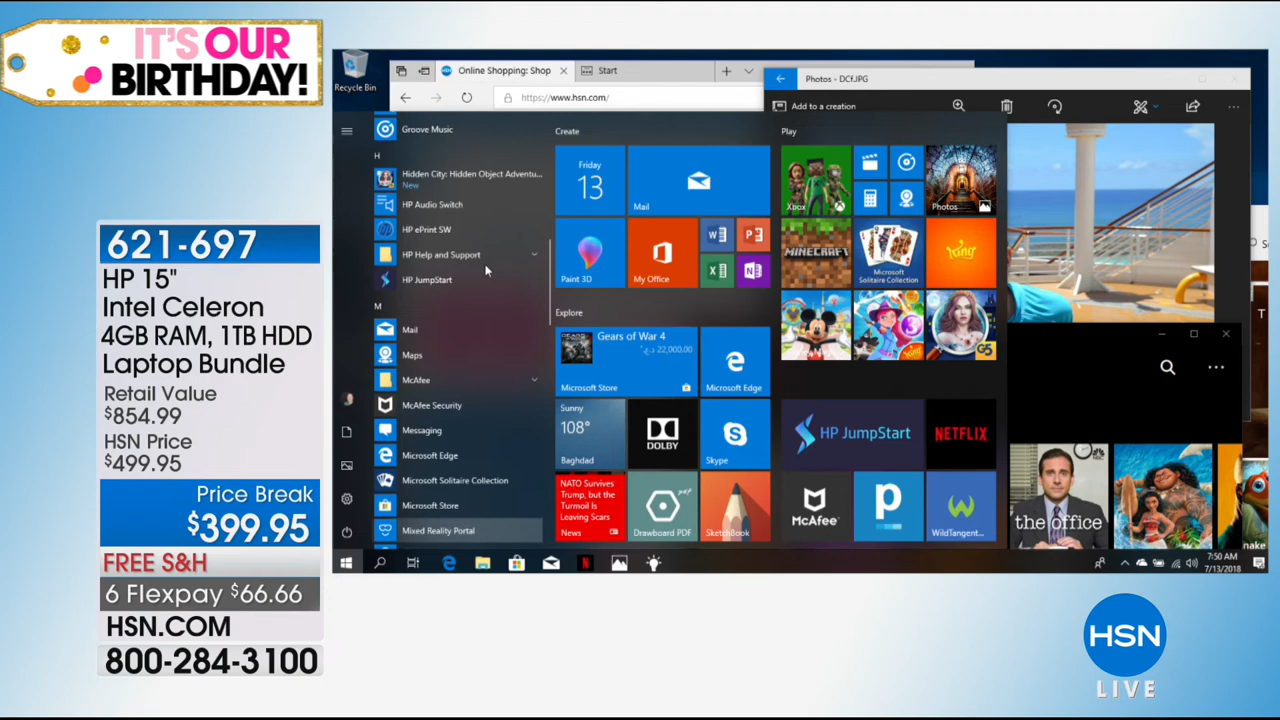 IT'S OUR
BIRTHDAY!
621-697
HP 15"
Intel Celeron
4GB RAM, 1TB HDD
Laptop Bundle
Retail Value
$854.99
HSN Price
$499.95
Price Break
$399.95
FREE S&H
6 Flexpay $66.66
HSN.COM
800-284-3100
Recycle Bin
Online Shopping: Shop
Start
https://www.hsn.com/
Photos - DCf.JPG
Add to a creation
Groove Music
H
Hidden City: Hidden Object Adventu...
New
HP Audio Switch
HP ePrint SW
HP Help and Support
HP JumpStart
M
Mail
Maps
McAfee
McAfee Security
Messaging
Microsoft Edge
Microsoft Solitaire Collection
Microsoft Store
Mixed Reality Portal
Create
Friday
13
Mail
Paint 3D
My Office
Explore
Gears of War 4
22,000.00
Microsoft Store
Microsoft Edge
Sunny
108°
Baghdad
DOLBY
Skype
NATO Survives
Trump, but the
Turmoil Is
Leaving Scars
News
Drawboard PDF
SketchBook
Play
Xbox
Photos
MINECRAFT
Microsoft
Solitaire Collection
King
3
G5
HP JumpStart
NETFLIX
McAfee
WildTangent...
the office
nake
7:50 AM
7/13/2018
HSN
LIVE